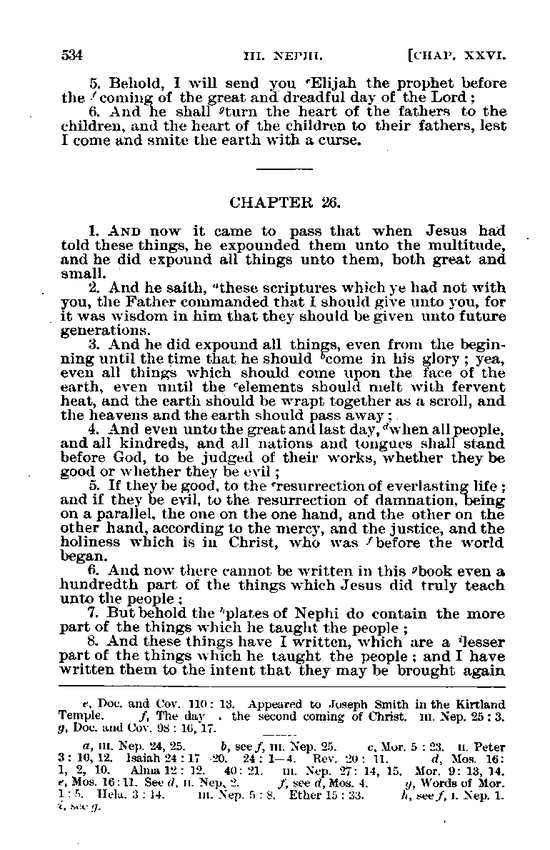 534 III. NEPHI. [CHAP. XXVI.
5. Behold, I will send you ᵉElijah the prophet before
the ᶠcoming of the great and dreadful day of the Lord ;
6. And he shall ᵍturn the heart of the fathers to the
children, and the heart of the children to their fathers, lest
I come and smite the earth with a curse.
CHAPTER 26.
1. AND now it came to pass that when Jesus had
told these things, he expounded them unto the multitude,
and he did expound all things unto them, both great and
small.
2. And he saith, ᵃthese scriptures which ye had not with
you, the Father commanded that I should give unto you, for
it was wisdom in him that they should be given unto future
generations.
3. And he did expound all things, even from the begin-
ning until the time that he should ᵇcome in his glory ; yea,
even all things which should come upon the face of the
earth, even until the ᶜelements should melt with fervent
heat, and the earth should be wrapt together as a scroll, and
the heavens and the earth should pass away ;
4. And even unto the great and last day, ᵈwhen all people,
and all kindreds, and all nations and tongues shall stand
before God, to be judged of their works, whether they be
good or whether they be evil ;
5. If they be good, to the ᵉresurrection of everlasting life ;
and if they be evil, to the resurrection of damnation, being
on a parallel, the one on the one hand, and the other on the
other hand, according to the mercy, and the justice, and the
holiness which is in Christ, who was ᶠbefore the world
began.
6. And now there cannot be written in this ᵍbook even a
hundredth part of the things which Jesus did truly teach
unto the people ;
7. But behold the ʰplates of Nephi do contain the more
part of the things which he taught the people ;
8. And these things have I written, which are a ⁱlesser
part of the things which he taught the people ; and I have
written them to the intent that they may be brought again
e, Doc. and Cov. 110 : 13. Appeared to Joseph Smith in the Kirtland
Temple. f, The day . the second coming of Christ. III. Nep. 25 : 3.
g, Doc. and Cov. 98 : 16, 17.
a, III. Nep. 24, 25. b, see f, III. Nep. 25. c, Mor. 5 : 23. II. Peter
3 : 10, 12. Isaiah 24 : 17–20. 24 : 1—4. Rev. 20 : 11. d, Mos. 16:
1, 2, 10. Alma 12 : 12. 40 : 21. III. Nep. 27 : 14, 15. Mor. 9 : 13, 14.
e, Mos. 16 : 11. See d, II. Nep. 2. f, see d, Mos. 4. g, Words of Mor.
1 : 5. Hela. 3 : 14. III. Nep. 5 : 8. Ether 15 : 33. h, see f, I. Nep. 1.
i, see g.